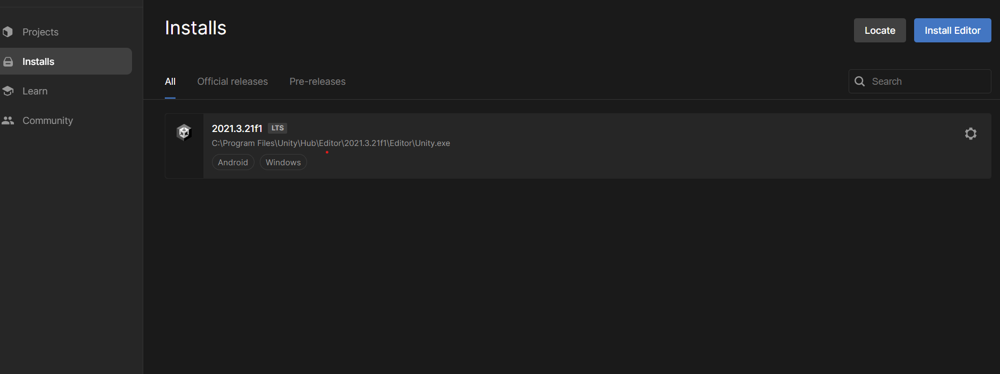 Projects
Installs
Learn
Community
Installs
Locate
Install Editor
All
Official releases
Pre-releases
Search
2021.3.21f1 LTS
C:\Program Files\Unity\Hub\Editor\2021.3.21f1\Editor\Unity.exe
Android
Windows